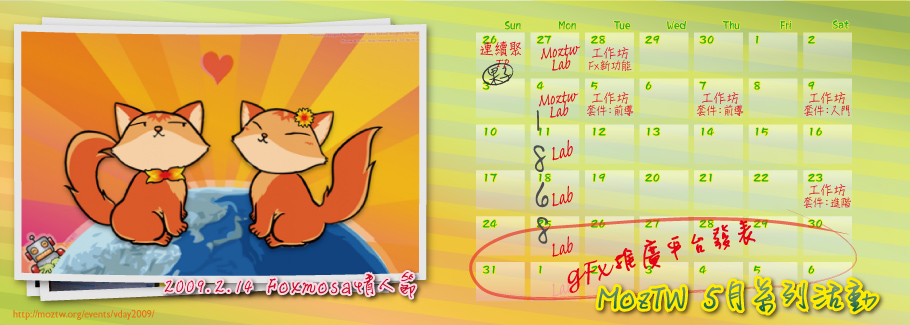 2009.2.14 Foxmosa情人節
http://moztw.org/events/vday2009/
Sun Mon Tue Wed Thu Fri Sat
26 27 28 29 30 1 2
連續聚
Moztw Lab
工作坊
Fx新功能
3 4 5 6 7 8 9
Moztw Lab
工作坊
套件:前導
工作坊
套件:前導
工作坊
套件:入門
10 11 12 13 14 15 16
Lab
17 18 19 20 21 22 23
Lab
工作坊
套件:進階
24 25 26 27 28 29 30
Lab
31 1 2 3 4 5 6
1
8
6
8
gFx推廣平台發表
MozTW 5月系列活動